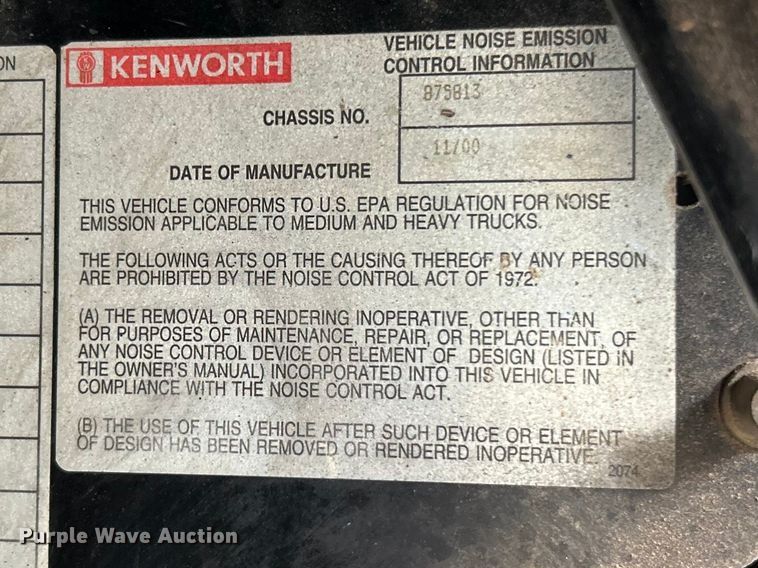 ON
KENWORTH
VEHICLE NOISE EMISSION
CONTROL INFORMATION
CHASSIS NO. 875813
DATE OF MANUFACTURE 11/00
THIS VEHICLE CONFORMS TO U.S. EPA REGULATION FOR NOISE
EMISSION APPLICABLE TO MEDIUM AND HEAVY TRUCKS.
THE FOLLOWING ACTS OR THE CAUSING THEREOF BY ANY PERSON
ARE PROHIBITED BY THE NOISE CONTROL ACT OF 1972:
(A) THE REMOVAL OR RENDERING INOPERATIVE, OTHER THAN
FOR PURPOSES OF MAINTENANCE, REPAIR, OR REPLACEMENT, OF
ANY NOISE CONTROL DEVICE OR ELEMENT OF DESIGN (LISTED IN
THE OWNER'S MANUAL) INCORPORATED INTO THIS VEHICLE IN
COMPLIANCE WITH THE NOISE CONTROL ACT.
(B) THE USE OF THIS VEHICLE AFTER SUCH DEVICE OR ELEMENT
OF DESIGN HAS BEEN REMOVED OR RENDERED INOPERATIVE.
2074
Purple Wave Auction